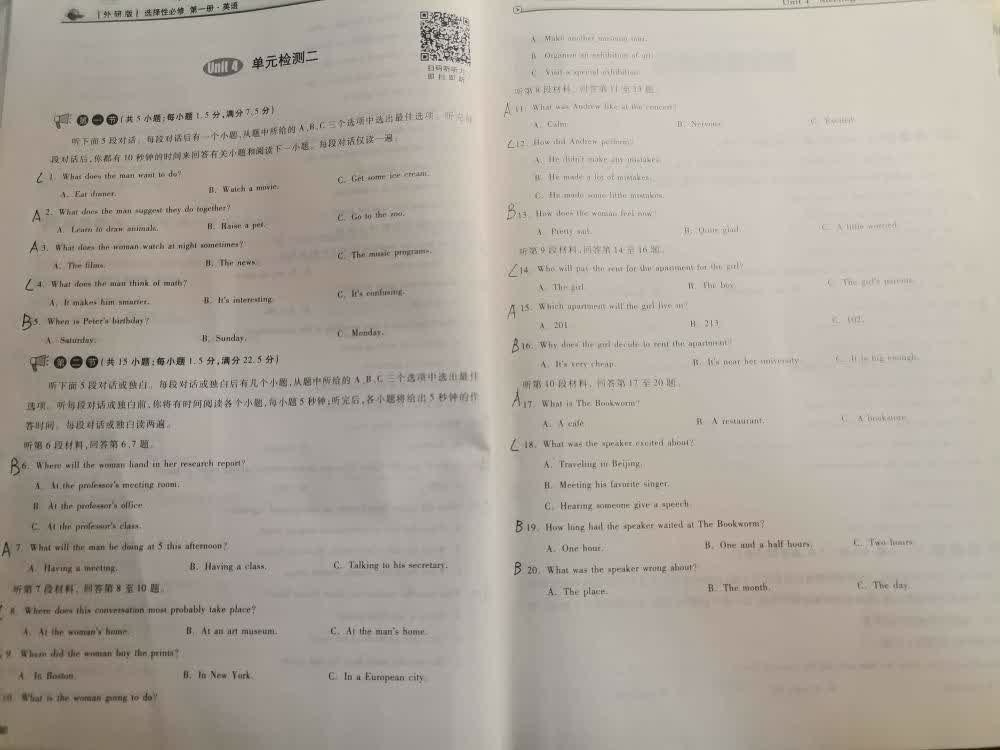 (外研版) 选择性必修 第一册·英语
Unit 4 单元检测二
扫码听听力
即扫即听
第一节 (共5小题;每小题1.5分,满分7.5分)
听下面5段对话。每段对话后有一个小题,从题中所给的A、B、C三个选项中选出最佳选项。听完每
段对话后,你都有10秒钟的时间来回答有关小题和阅读下一小题。每段对话仅读一遍。
C 1. What does the man want to do?
A. Eat dinner. B. Watch a movie. C. Get some ice cream.
A 2. What does the man suggest they do together?
A. Learn to draw animals. B. Raise a pet. C. Go to the zoo.
A 3. What does the woman watch at night sometimes?
A. The films. B. The news. C. The music programs.
C 4. What does the man think of math?
A. It makes him smarter. B. It's interesting. C. It's confusing.
B 5. When is Peter's birthday?
A. Saturday. B. Sunday. C. Monday.
第二节 (共15小题;每小题1.5分,满分22.5分)
听下面5段对话或独白。每段对话或独白后有几个小题,从题中所给的A、B、C三个选项中选出最佳
选项。听每段对话或独白前,你将有时间阅读各个小题,每小题5秒钟;听完后,各小题将给出5秒钟的作
答时间。每段对话或独白读两遍。
听第6段材料,回答第6、7题。
B 6. Where will the woman hand in her research report?
A. At the professor's meeting room.
B. At the professor's office.
C. At the professor's class.
A 7. What will the man be doing at 5 this afternoon?
A. Having a meeting. B. Having a class. C. Talking to his secretary.
听第7段材料,回答第8至10题。
8. Where does this conversation most probably take place?
A. At the woman's home. B. At an art museum. C. At the man's home.
9. Where did the woman buy the prints?
A. In Boston. B. In New York. C. In a European city.
10. What is the woman going to do?
Unit 4
A. Make another museum tour.
B. Organize an exhibition of art.
C. Visit a special exhibition.
听第8段材料,回答第11至13题。
A 11. What was Andrew like at the concert?
A. Calm. B. Nervous. C. Excited.
C 12. How did Andrew perform?
A. He didn't make any mistakes.
B. He made a lot of mistakes.
C. He made some little mistakes.
B 13. How does the woman feel now?
A. Pretty sad. B. Quite glad. C. A little worried.
听第9段材料,回答第14至16题。
C 14. Who will pay the rent for the apartment for the girl?
A. The girl. B. The boy. C. The girl's parents.
A 15. Which apartment will the girl live in?
A. 201. B. 213. C. 102.
B 16. Why does the girl decide to rent the apartment?
A. It's very cheap. B. It's near her university. C. It is big enough.
听第10段材料,回答第17至20题。
A 17. What is The Bookworm?
A. A café. B. A restaurant. C. A bookstore.
C 18. What was the speaker excited about?
A. Traveling in Beijing.
B. Meeting his favorite singer.
C. Hearing someone give a speech.
B 19. How long had the speaker waited at The Bookworm?
A. One hour. B. One and a half hours. C. Two hours.
B 20. What was the speaker wrong about?
A. The place. B. The month. C. The day.